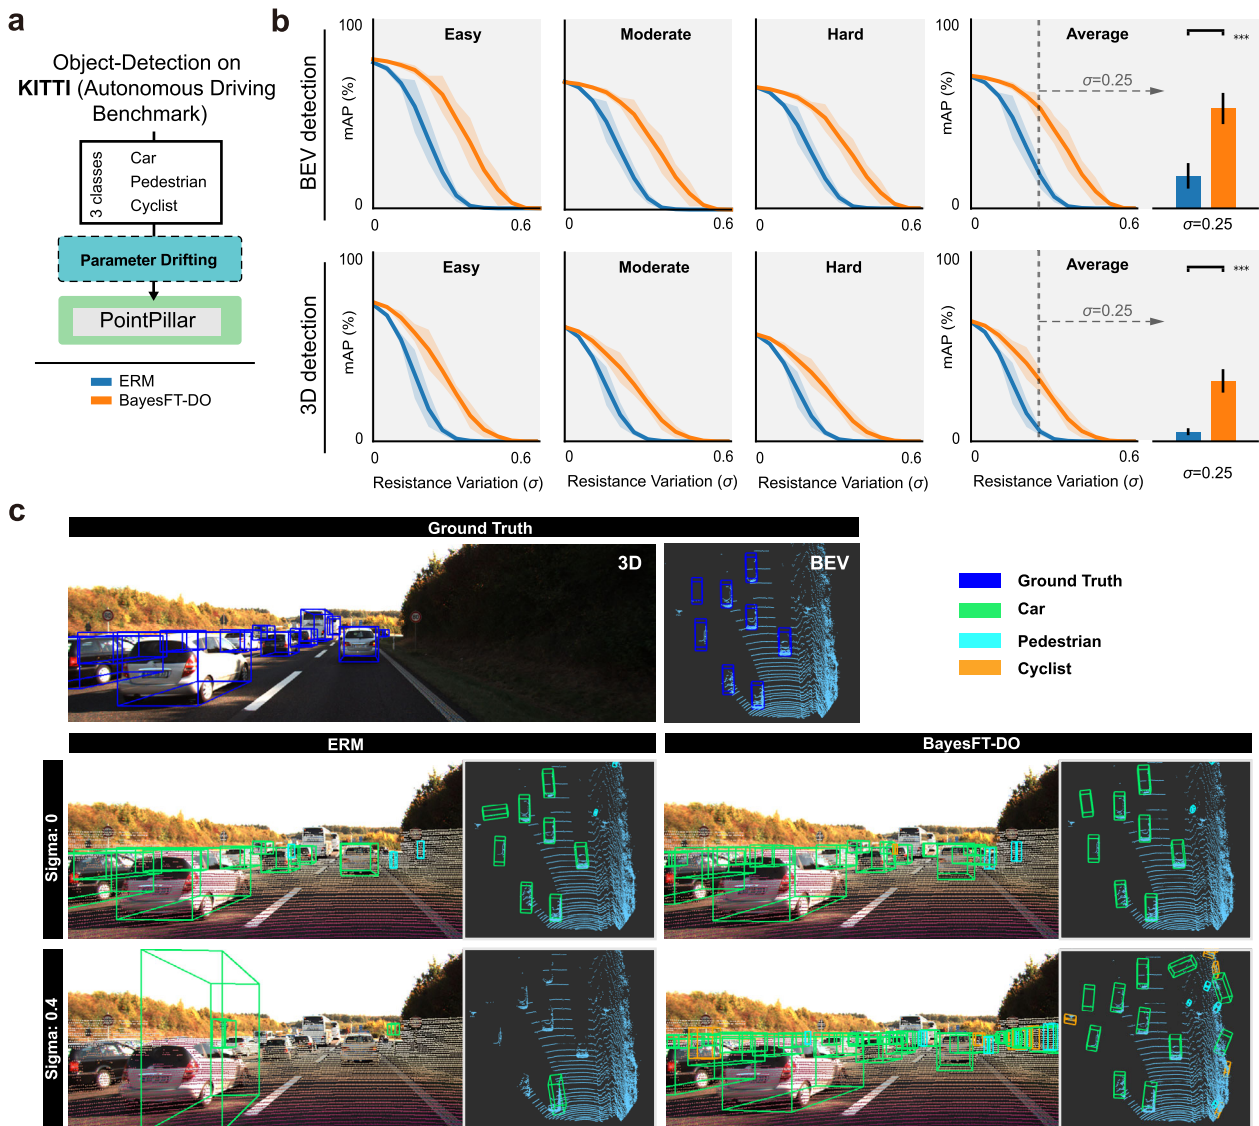 a
Object-Detection on
KITTI (Autonomous Driving
Benchmark)
3 classes
Car
Pedestrian
Cyclist
Parameter Drifting
PointPillar
ERM
BayesFT-DO
b
BEV detection
100
mAP (%)
0
Easy
0
0.6
Moderate
0
0.6
Hard
0
0.6
100
mAP (%)
0
Average
σ=0.25
0
0.6
***
σ=0.25
3D detection
100
mAP (%)
0
Easy
0
0.6
Resistance Variation (σ)
Moderate
0
0.6
Resistance Variation (σ)
Hard
0
0.6
Resistance Variation (σ)
100
mAP (%)
0
Average
σ=0.25
0
0.6
Resistance Variation (σ)
***
σ=0.25
c
Ground Truth
3D
BEV
Ground Truth
Car
Pedestrian
Cyclist
ERM
BayesFT-DO
Sigma: 0
Sigma: 0.4